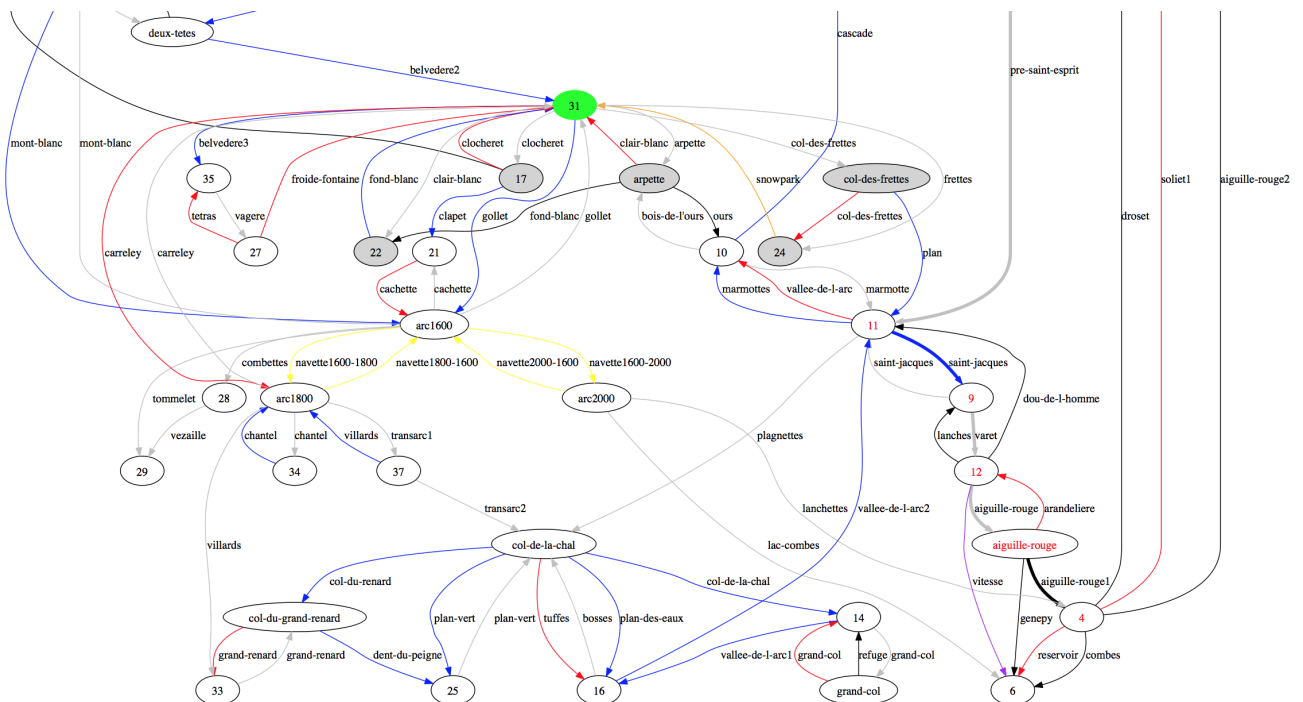 deux-tetes
cascade
belvedere2
pre-saint-esprit
31
mont-blanc
mont-blanc
belvedere3
clocheret
clocheret
clair-blanc
arpette
col-des-frettes
35
froide-fontaine
fond-blanc
clair-blanc
17
arpette
snowpark
col-des-frettes
frettes
soliet1
aiguille-rouge2
tetras
vagere
clapet
gollet
fond-blanc
gollet
bois-de-l'ours
ours
col-des-frettes
droset
carreley
carreley
27
22
21
10
24
plan
cachette
cachette
marmottes
vallee-de-l-arc
marmotte
arc1600
11
combettes
navette1600-1800
navette1800-1600
navette2000-1600
navette1600-2000
saint-jacques
saint-jacques
tommelet
28
arc1800
arc2000
9
dou-de-l-homme
vezaille
chantel
chantel
villards
transarc1
plagnettes
lanches
varet
29
34
37
12
transarc2
lanchettes
vallee-de-l-arc2
aiguille-rouge
arandeliere
villards
col-de-la-chal
lac-combes
aiguille-rouge
col-du-renard
col-de-la-chal
vitesse
aiguille-rouge1
col-du-grand-renard
plan-vert
plan-vert
tuffes
bosses
plan-des-eaux
14
genepy
4
grand-renard
grand-renard
dent-du-peigne
vallee-de-l-arc1
grand-col
refuge
grand-col
reservoir
combes
33
25
16
grand-col
6